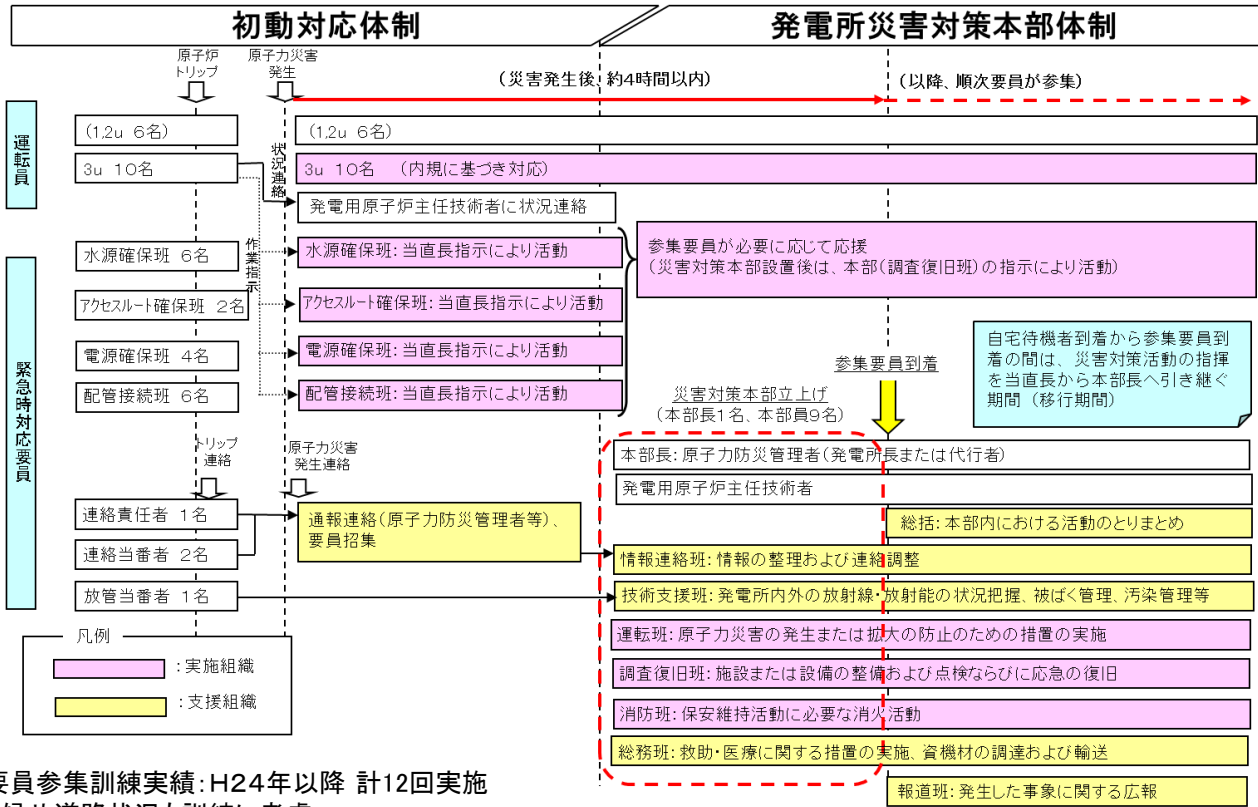 初動対応体制
発電所災害対策本部体制
原子炉
トリップ
原子力災害
発生
(災害発生後、約4時間以内)
(以降、順次要員が参集)
運転員
(1,2u 6名)
3u 10名
状況連絡
(1,2u 6名)
3u 10名 (内規に基づき対応)
発電用原子炉主任技術者に状況連絡
緊急時対応要員
水源確保班 6名
アクセスルート確保班 2名
電源確保班 4名
配管接続班 6名
作業指示
水源確保班:当直長指示により活動
アクセスルート確保班:当直長指示により活動
電源確保班:当直長指示により活動
配管接続班:当直長指示により活動
参集要員が必要に応じて応援
(災害対策本部設置後は、本部(調査復旧班)の指示により活動)
自宅待機者到着から参集要員到
着の間は、災害対策活動の指揮
を当直長から本部長へ引き継ぐ
期間(移行期間)
参集要員到着
災害対策本部立上げ
(本部長1名、本部員9名)
トリップ
連絡
原子力災害
発生連絡
連絡責任者 1名
連絡当番者 2名
放管当番者 1名
通報連絡(原子力防災管理者等)、
要員招集
本部長:原子力防災管理者(発電所長または代行者)
発電用原子炉主任技術者
総括:本部内における活動のとりまとめ
情報連絡班:情報の整理および連絡調整
技術支援班:発電所内外の放射線・放射能の状況把握、被ばく管理、汚染管理等
運転班:原子力災害の発生または拡大の防止のための措置の実施
調査復旧班:施設または設備の整備および点検ならびに応急の復旧
消防班:保安維持活動に必要な消火活動
総務班:救助・医療に関する措置の実施、資機材の調達および輸送
報道班:発生した事象に関する広報
凡例
:実施組織
:支援組織
要員参集訓練実績:H24年以降 計12回実施